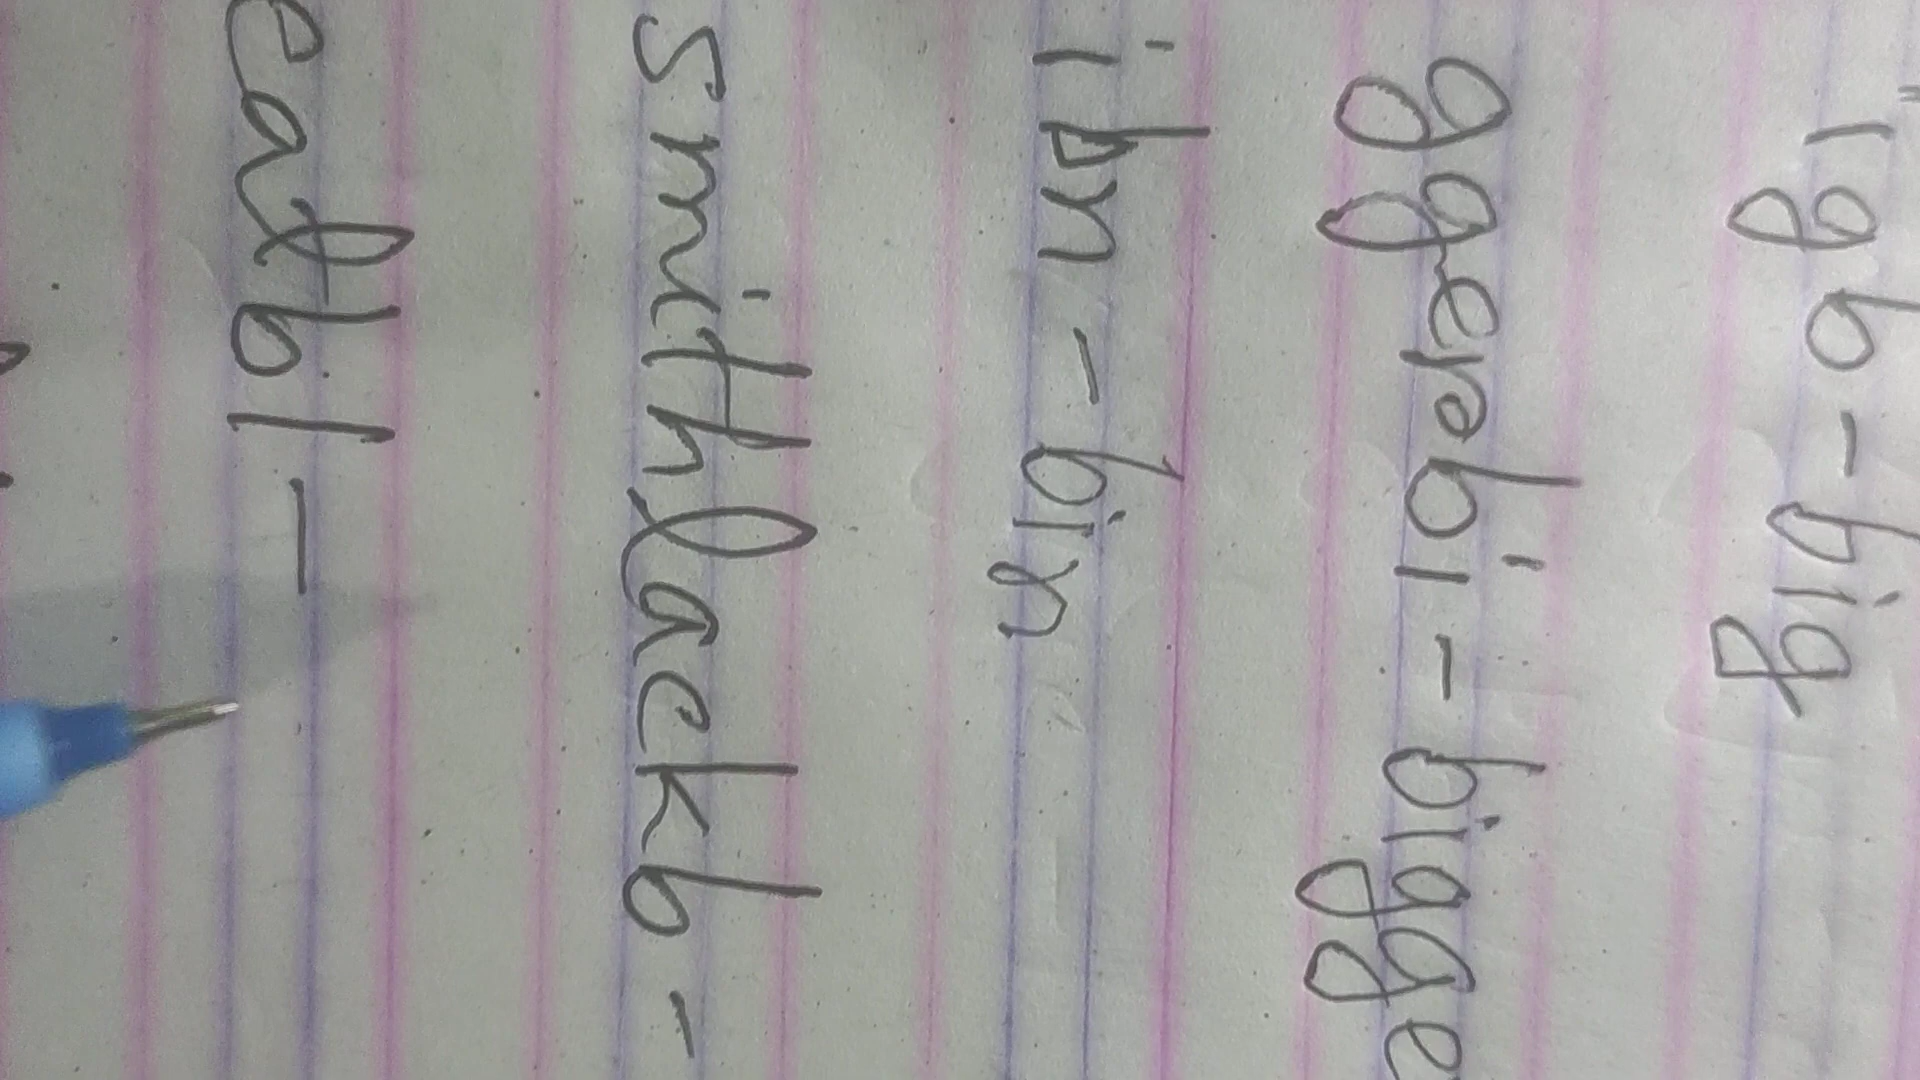 igb - big
ggerebi - bigge
ibn - bin
smithlackb -
eatbl -